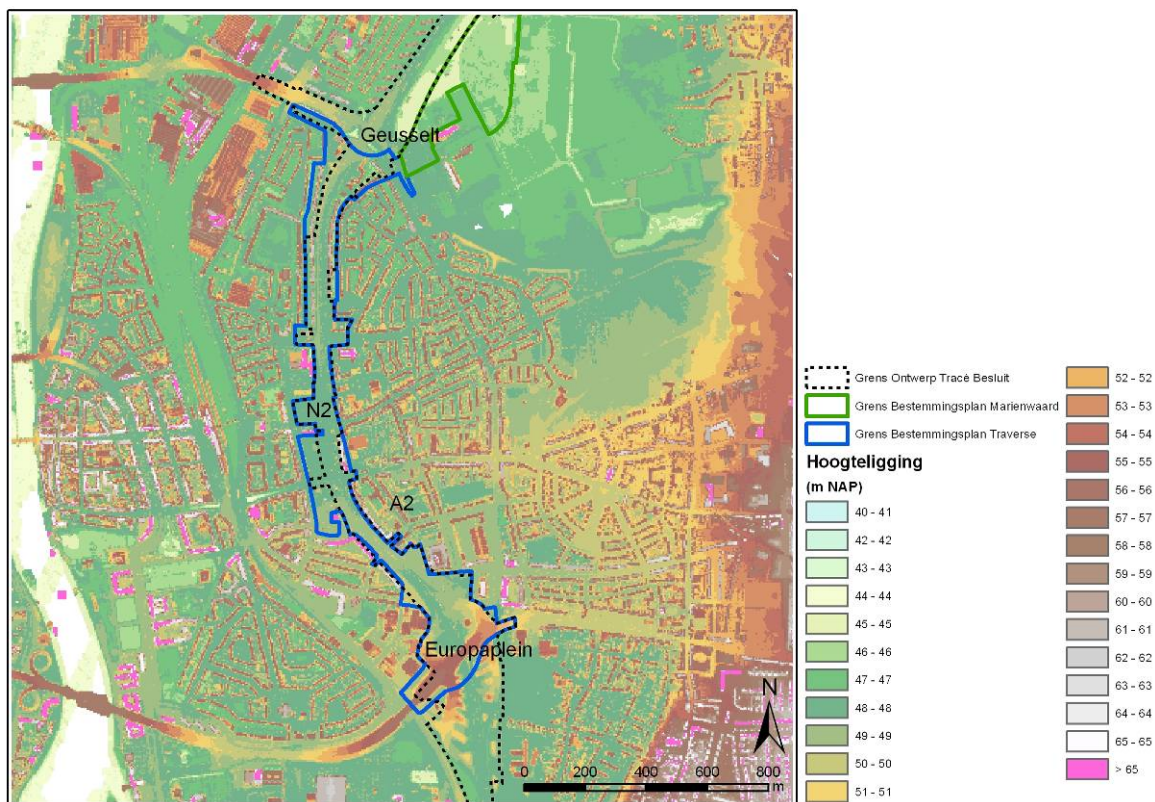 Geusselt
N2
A2
Europaplein
N
0 200 400 600 800
m
Grens Ontwerp Tracé Besluit
Grens Bestemmingsplan Marienwaard
Grens Bestemmingsplan Traverse
Hoogteligging
(m NAP)
40 - 41
42 - 42
43 - 43
44 - 44
45 - 45
46 - 46
47 - 47
48 - 48
49 - 49
50 - 50
51 - 51
52 - 52
53 - 53
54 - 54
55 - 55
56 - 56
57 - 57
58 - 58
59 - 59
60 - 60
61 - 61
62 - 62
63 - 63
64 - 64
65 - 65
> 65